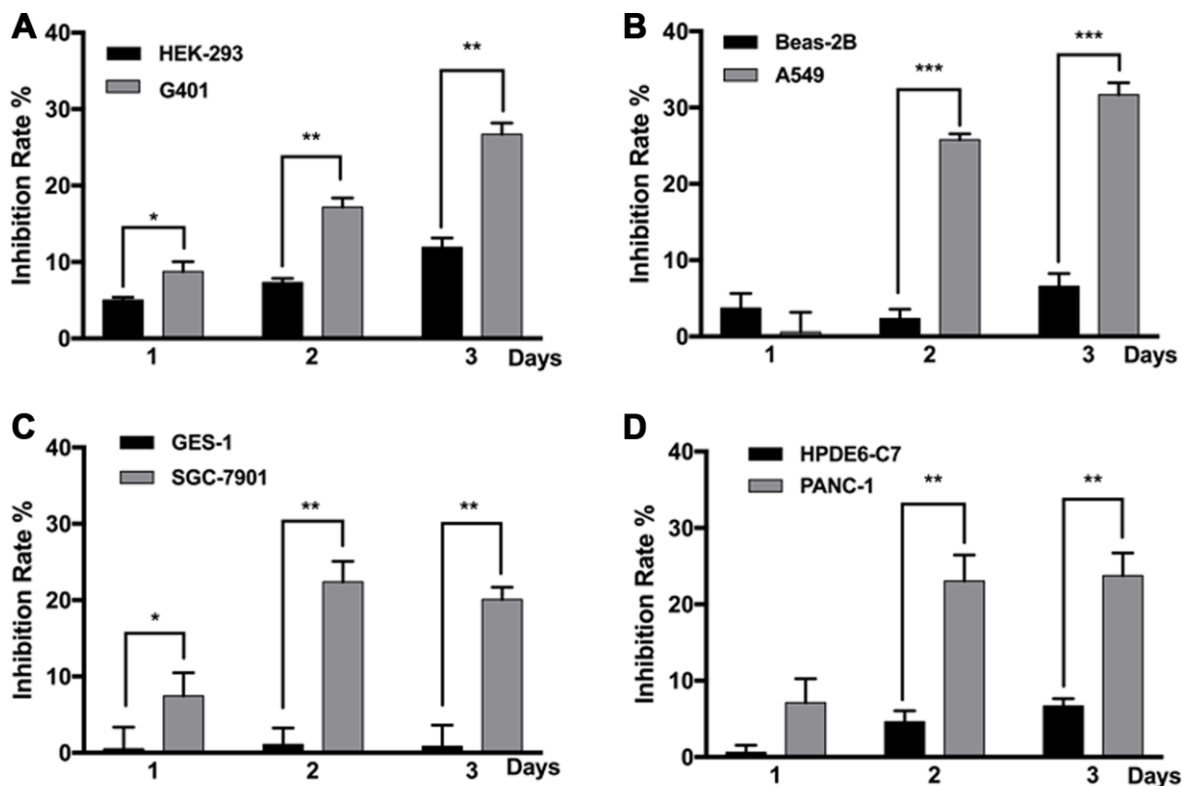 A
Inhibition Rate %
40
30
20
10
0
HEK-293
G401
*
**
**
1 2 3 Days
B
Inhibition Rate %
40
30
20
10
0
Beas-2B
A549
***
***
1 2 3 Days
C
Inhibition Rate %
40
30
20
10
0
GES-1
SGC-7901
*
**
**
1 2 3 Days
D
Inhibition Rate %
40
30
20
10
0
HPDE6-C7
PANC-1
**
**
1 2 3 Days